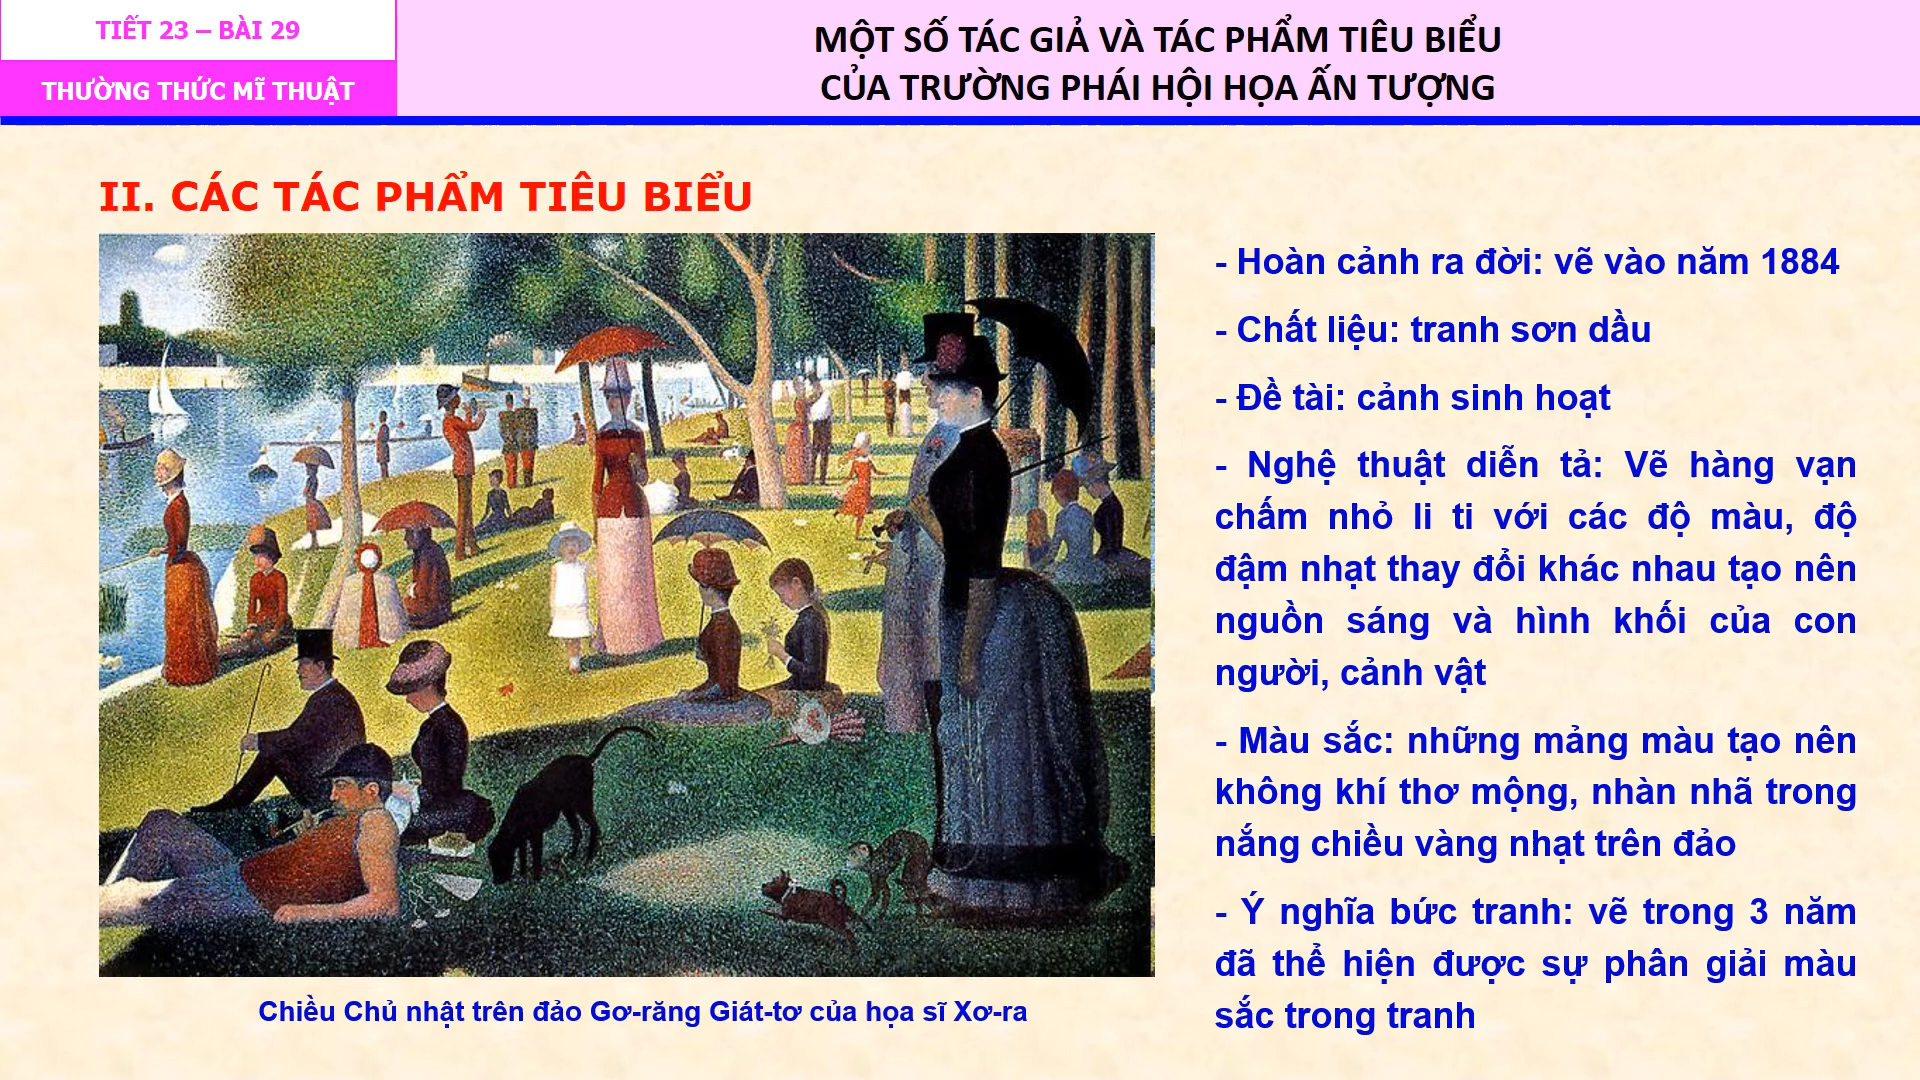 TIẾT 23 – BÀI 29
THƯỜNG THỨC MĨ THUẬT
MỘT SỐ TÁC GIẢ VÀ TÁC PHẨM TIÊU BIỂU
CỦA TRƯỜNG PHÁI HỘI HỌA ẤN TƯỢNG
II. CÁC TÁC PHẨM TIÊU BIỂU
- Hoàn cảnh ra đời: vẽ vào năm 1884
- Chất liệu: tranh sơn dầu
- Đề tài: cảnh sinh hoạt
- Nghệ thuật diễn tả: Vẽ hàng vạn
chấm nhỏ li ti với các độ màu, độ
đậm nhạt thay đổi khác nhau tạo nên
nguồn sáng và hình khối của con
người, cảnh vật
- Màu sắc: những mảng màu tạo nên
không khí thơ mộng, nhàn nhã trong
nắng chiều vàng nhạt trên đảo
- Ý nghĩa bức tranh: vẽ trong 3 năm
đã thể hiện được sự phân giải màu
sắc trong tranh
Chiều Chủ nhật trên đảo Gơ-răng Giát-tơ của họa sĩ Xơ-ra